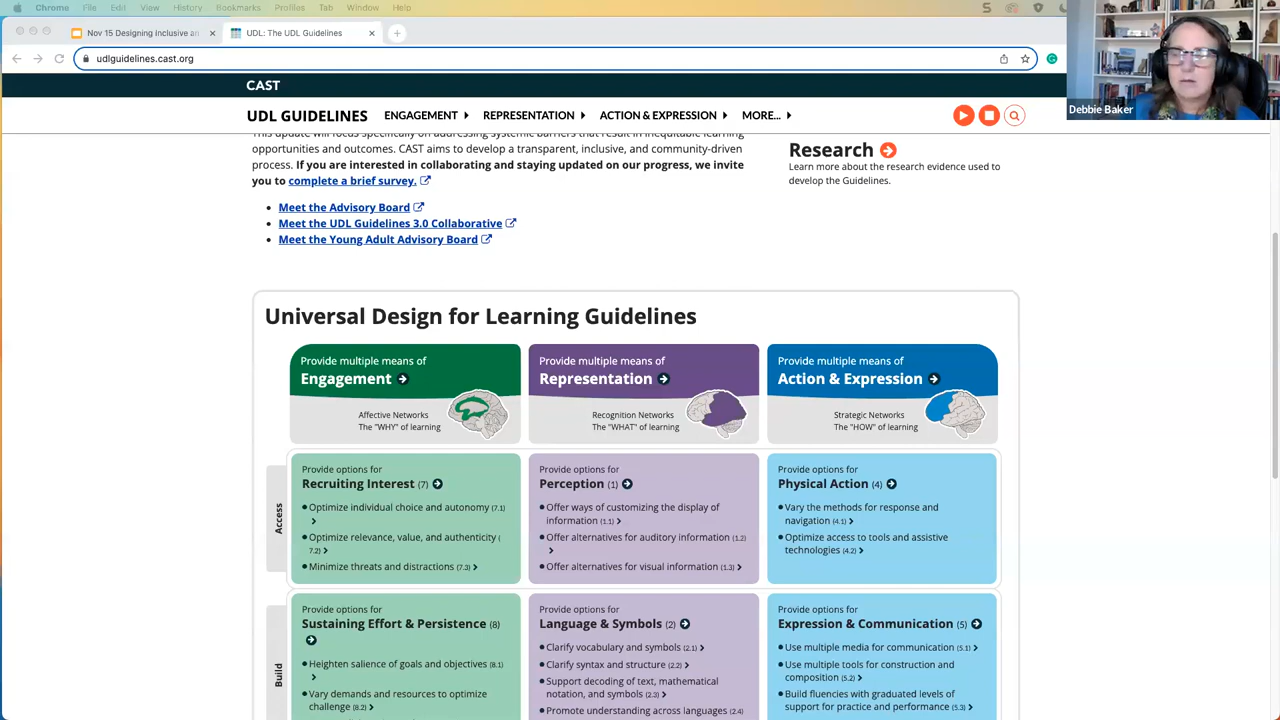 Chrome File Edit View History Bookmarks Profiles Tab Window Help
Nov 15 Designing Inclusive an
UDL: The UDL Guidelines
udlguidelines.cast.org
Debbie Baker
CAST
UDL GUIDELINES
ENGAGEMENT
REPRESENTATION
ACTION & EXPRESSION
MORE...
This update will focus specifically on addressing systemic barriers that result in inequitable learning
opportunities and outcomes. CAST aims to develop a transparent, inclusive, and community-driven
process. If you are interested in collaborating and staying updated on our progress, we invite
you to complete a brief survey.
• Meet the Advisory Board
• Meet the UDL Guidelines 3.0 Collaborative
• Meet the Young Adult Advisory Board
Research
Learn more about the research evidence used to
develop the Guidelines.
Universal Design for Learning Guidelines
Provide multiple means of
Engagement
Affective Networks
The "WHY" of learning
Provide multiple means of
Representation
Recognition Networks
The "WHAT" of learning
Provide multiple means of
Action & Expression
Strategic Networks
The "HOW" of learning
Access
Provide options for
Recruiting Interest (7)
• Optimize individual choice and autonomy (7.1)
• Optimize relevance, value, and authenticity (
7.2)
• Minimize threats and distractions (7.3)
Provide options for
Perception (1)
• Offer ways of customizing the display of
information (1.1)
• Offer alternatives for auditory information (1.2)
• Offer alternatives for visual information (1.3)
Provide options for
Physical Action (4)
• Vary the methods for response and
navigation (4.1)
• Optimize access to tools and assistive
technologies (4.2)
Build
Provide options for
Sustaining Effort & Persistence (8)
• Heighten salience of goals and objectives (8.1)
• Vary demands and resources to optimize
challenge (8.2)
Provide options for
Language & Symbols (2)
• Clarify vocabulary and symbols (2.1)
• Clarify syntax and structure (2.2)
• Support decoding of text, mathematical
notation, and symbols (2.3)
• Promote understanding across languages (2.4)
Provide options for
Expression & Communication (5)
• Use multiple media for communication (5.1)
• Use multiple tools for construction and
composition (5.2)
• Build fluencies with graduated levels of
support for practice and performance (5.3)